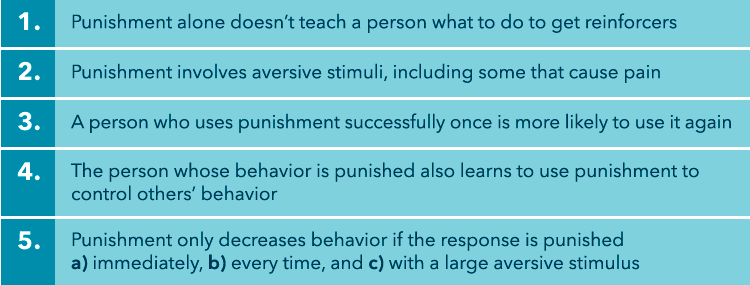 1. Punishment alone doesn’t teach a person what to do to get reinforcers
2. Punishment involves aversive stimuli, including some that cause pain
3. A person who uses punishment successfully once is more likely to use it again
4. The person whose behavior is punished also learns to use punishment to
control others’ behavior
5. Punishment only decreases behavior if the response is punished
a) immediately, b) every time, and c) with a large aversive stimulus